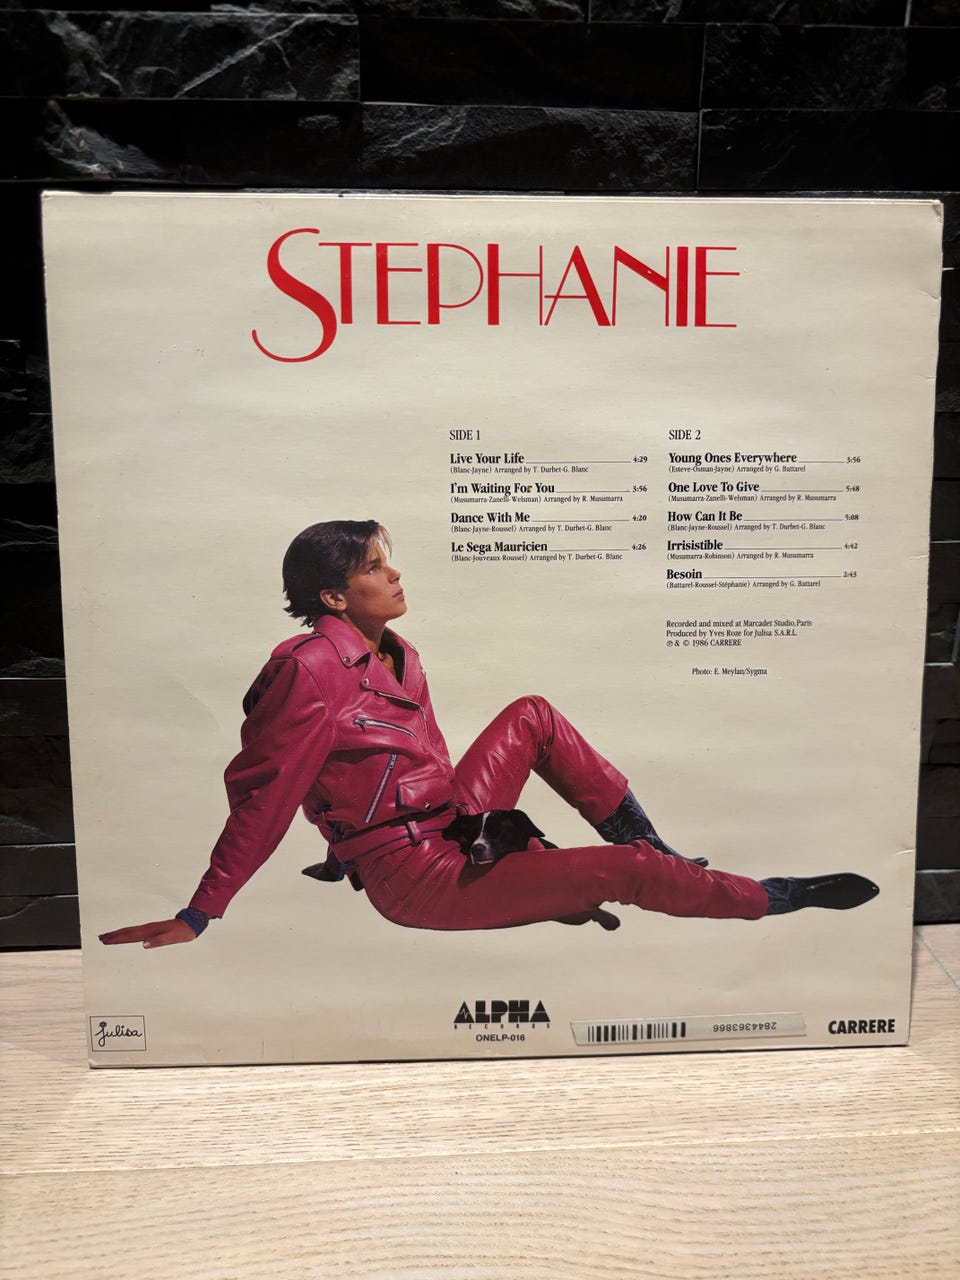 STEPHANIE
SIDE 1
Live Your Life 4:29
(Blanc-Jayne) Arranged by T. Durbet-G. Blanc
I'm Waiting For You 3:56
(Musumarra-Zanelli-Welsman) Arranged by R. Musumarra
Dance With Me 4:20
(Blanc-Jayne-Roussel) Arranged by T. Durbet-G. Blanc
Le Sega Mauricien 4:26
(Blanc-Jouveaux-Roussel) Arranged by T. Durbet-G. Blanc
SIDE 2
Young Ones Everywhere 3:56
(Esteve-Osman-Jayne) Arranged by G. Battarel
One Love To Give 5:48
(Musumarra-Zanelli-Welsman) Arranged by R. Musumarra
How Can It Be 5:08
(Blanc-Jayne-Roussel) Arranged by T. Durbet-G. Blanc
Irrisistible 4:42
(Musumarra-Robinson) Arranged by R. Musumarra
Besoin 2:45
(Battarel-Roussel-Stéphanie) Arranged by G. Battarel
Recorded and mixed at Marcadet Studio, Paris
Produced by Yves Roze for Julisa S.A.R.L.
℗ & © 1986 CARRERE
Photo: E. Meylan/Sygma
julisa
ALPHA
RECORDS
ONELP-016
2844363866
CARRERE